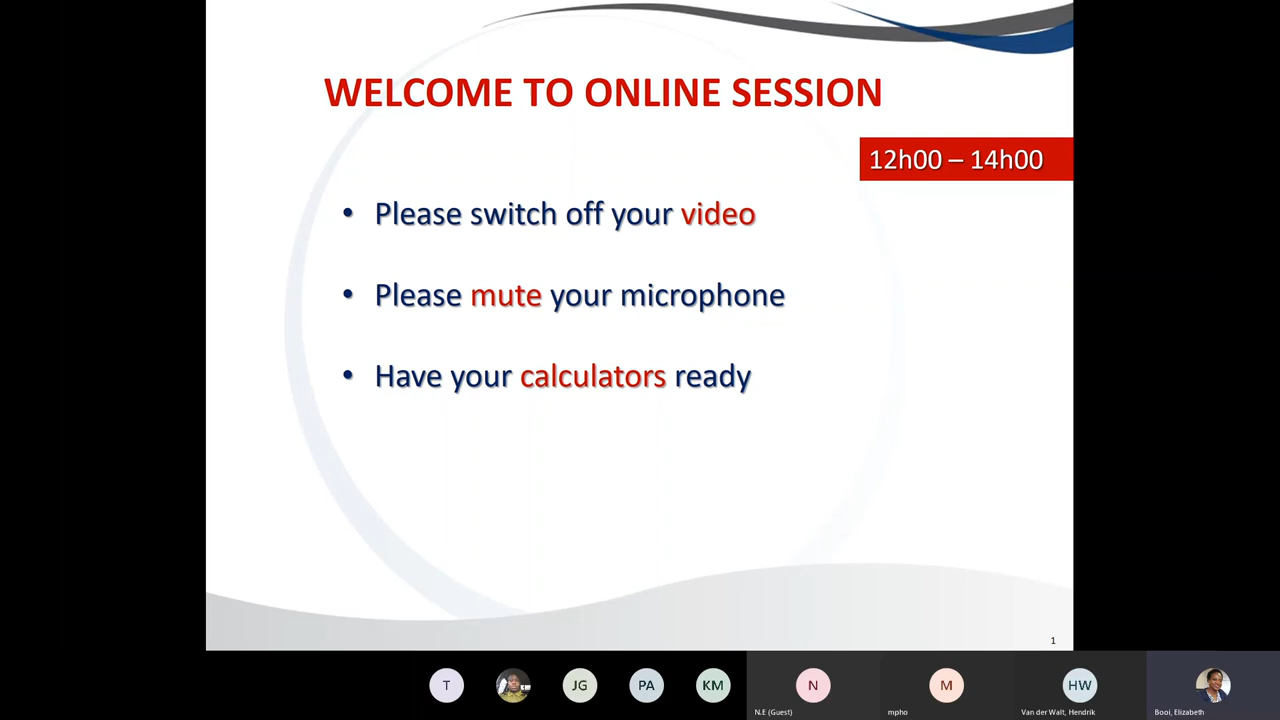 WELCOME TO ONLINE SESSION
12h00 – 14h00
• Please switch off your video
• Please mute your microphone
• Have your calculators ready
1
T
JG
PA
KM
N
M
HW
N.E (Guest)
mpho
Van der Walt, Hendrik
Booi, Elizabeth